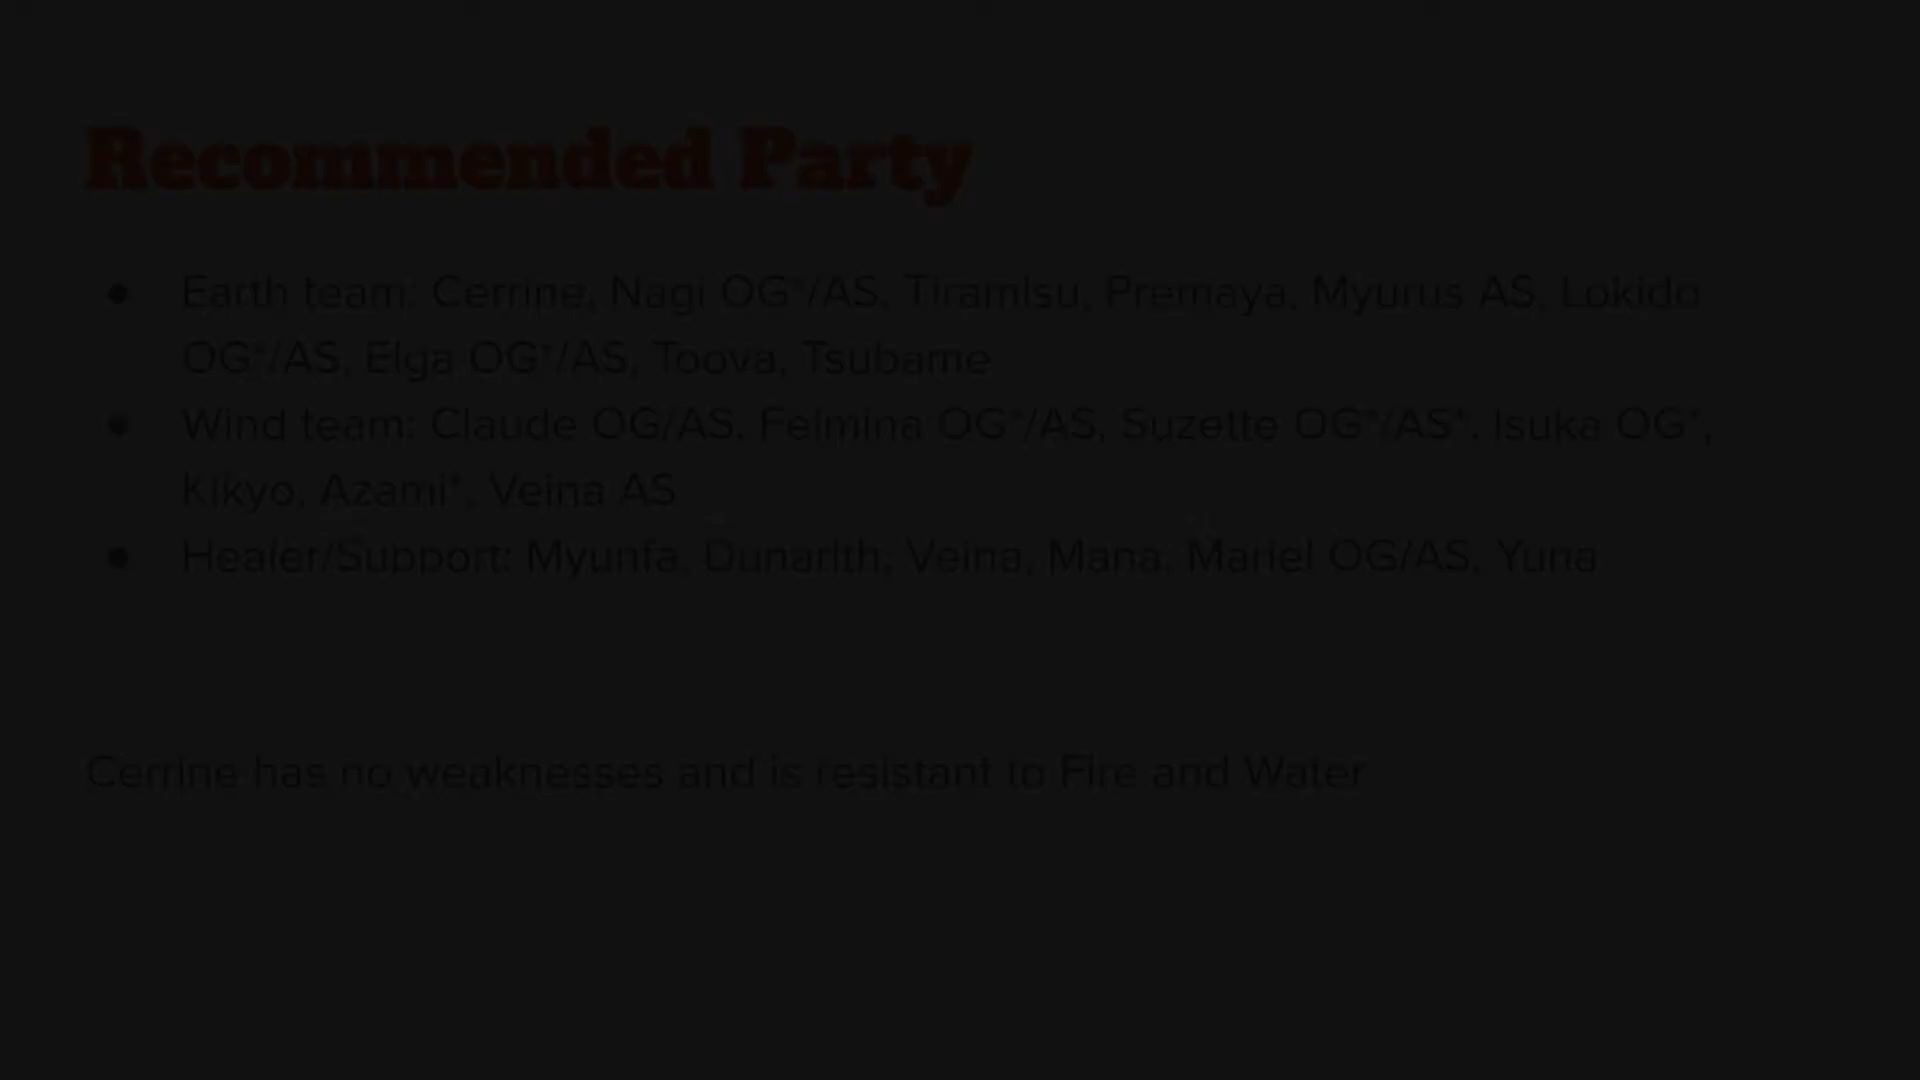 Recommended Party
● Earth team: Cerrine, Nagi OG*/AS, Tiramisu, Premaya, Myurus AS, Lokido
OG*/AS, Elga OG*/AS, Toova, Tsubame
● Wind team: Claude OG/AS, Felmina OG*/AS, Suzette OG*/AS*, Isuka OG*,
Kikyo, Azami*, Veina AS
● Healer/Support: Myunfa, Dunarith, Veina, Mana, Mariel OG/AS, Yuna
Cerrine has no weaknesses and is resistant to Fire and Water